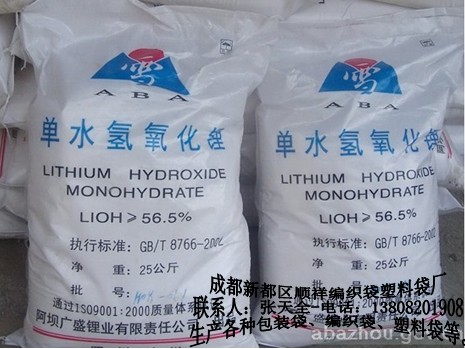 雪
ABA
单水氢氧化锂
LITHIUM HYDROXIDE
MONOHYDRATE
LIOH≥56.5%
执行标准：GB/T 8766-2002
净 重：25公斤
批 号：
通过ISO9001:2000质量体系
阿坝广盛锂业有限责任公司
雪
ABA
单水氢氧化锂
LITHIUM HYDROXIDE
MONOHYDRATE
LIOH≥56.5%
执行标准：GB/T 8766-2002
净 重：25公斤
成都新都区顺样编织袋塑料袋厂
联系人：张天奎 电话：13808201908
生产各种包装袋、编织袋、塑料袋等
abazhou.gd